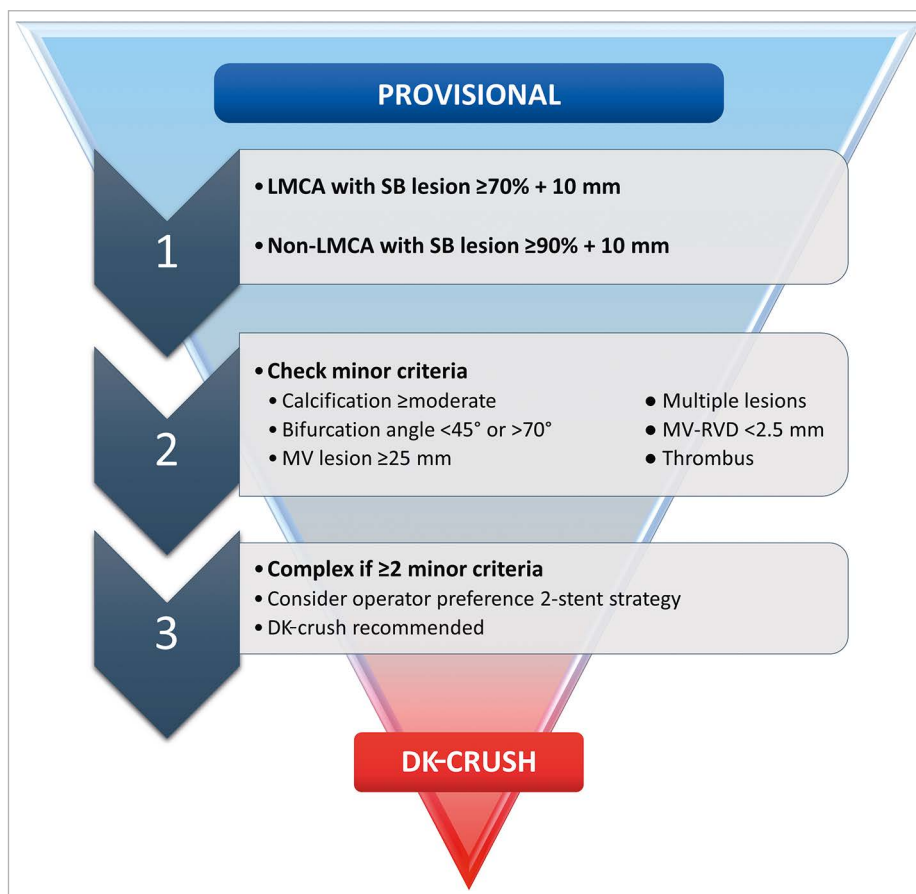 PROVISIONAL
1
• LMCA with SB lesion ≥70% + 10 mm
• Non-LMCA with SB lesion ≥90% + 10 mm
2
• Check minor criteria
• Calcification ≥moderate
• Bifurcation angle <45° or >70°
• MV lesion ≥25 mm
● Multiple lesions
● MV-RVD <2.5 mm
● Thrombus
3
• Complex if ≥2 minor criteria
• Consider operator preference 2-stent strategy
• DK-crush recommended
DK-CRUSH